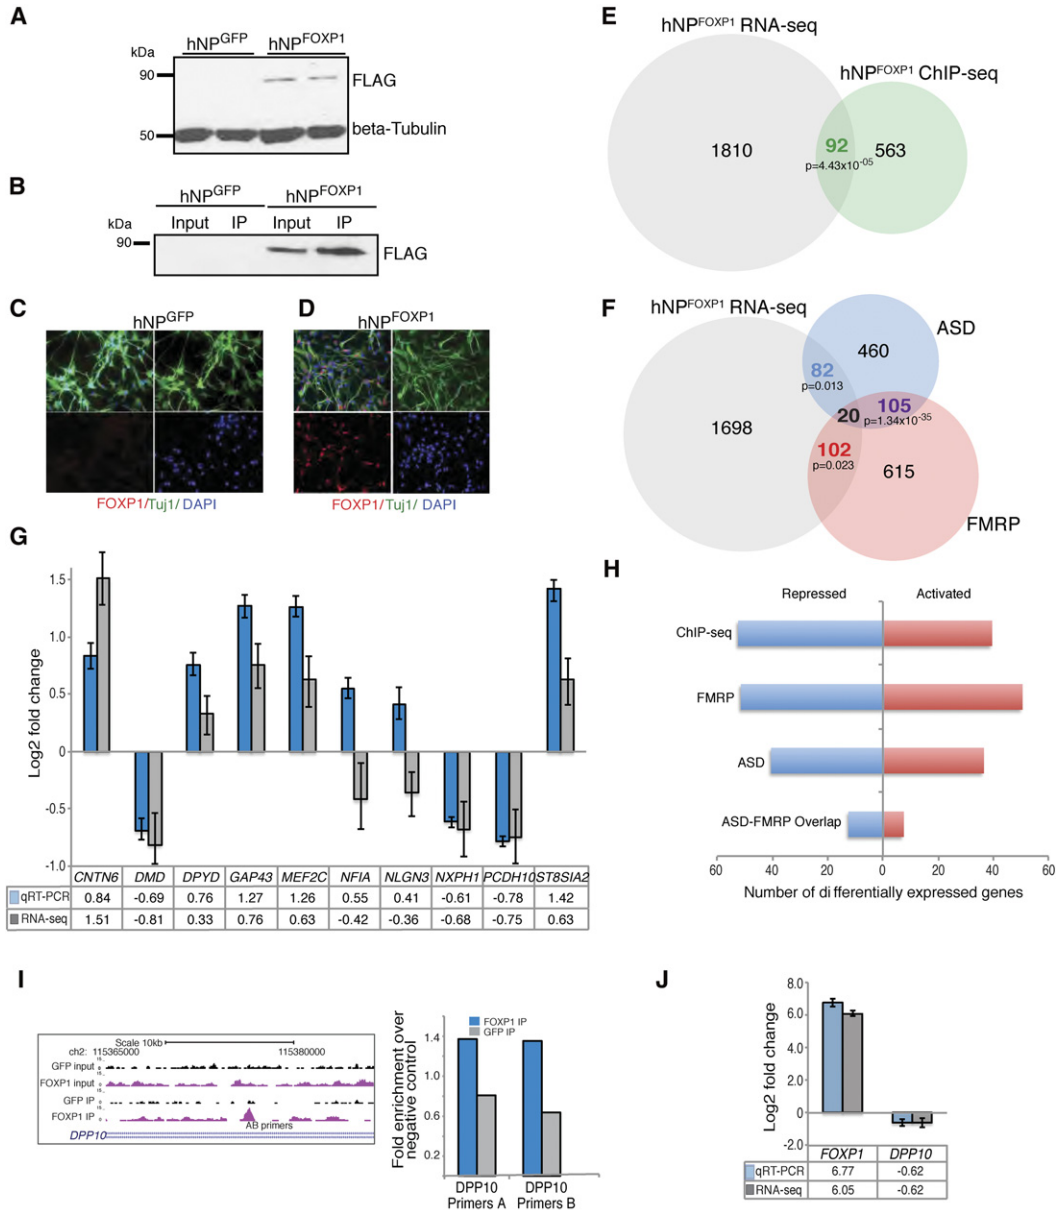 A
hNP^GFP hNP^FOXP1
kDa
90
FLAG
50
beta-Tubulin
B
hNP^GFP hNP^FOXP1
kDa
Input IP Input IP
90
FLAG
C
hNP^GFP
FOXP1/Tuj1/DAPI
D
hNP^FOXP1
FOXP1/Tuj1/ DAPI
E
hNP^FOXP1 RNA-seq
hNP^FOXP1 ChIP-seq
1810
92
p=4.43x10^-05
563
F
hNP^FOXP1 RNA-seq
ASD
460
82
p=0.013
1698
20
105
p=1.34x10^-35
102
p=0.023
615
FMRP
G
Log2 fold change
1.5
1.0
0.5
0
-0.5
-1.0
CNTN6 DMD DPYD GAP43 MEF2C NFIA NLGN3 NXPH1 PCDH10 ST8SIA2
qRT-PCR 0.84 -0.69 0.76 1.27 1.26 0.55 0.41 -0.61 -0.78 1.42
RNA-seq 1.51 -0.81 0.33 0.76 0.63 -0.42 -0.36 -0.68 -0.75 0.63
H
Repressed Activated
ChIP-seq
FMRP
ASD
ASD-FMRP Overlap
60 40 20 0 20 40 60
Number of di fferentially expressed genes
I
Scale 10kb
ch2: 115365000 115380000
GFP input
FOXP1 input
GFP IP
FOXP1 IP
AB primers
DPP10
Fold enrichment over
negative control
FOXP1 IP
GFP IP
1.4
1.0
0.6
0.2
DPP10 DPP10
Primers A Primers B
J
Log2 fold change
8.0
6.0
4.0
2.0
0
-2.0
FOXP1 DPP10
qRT-PCR 6.77 -0.62
RNA-seq 6.05 -0.62